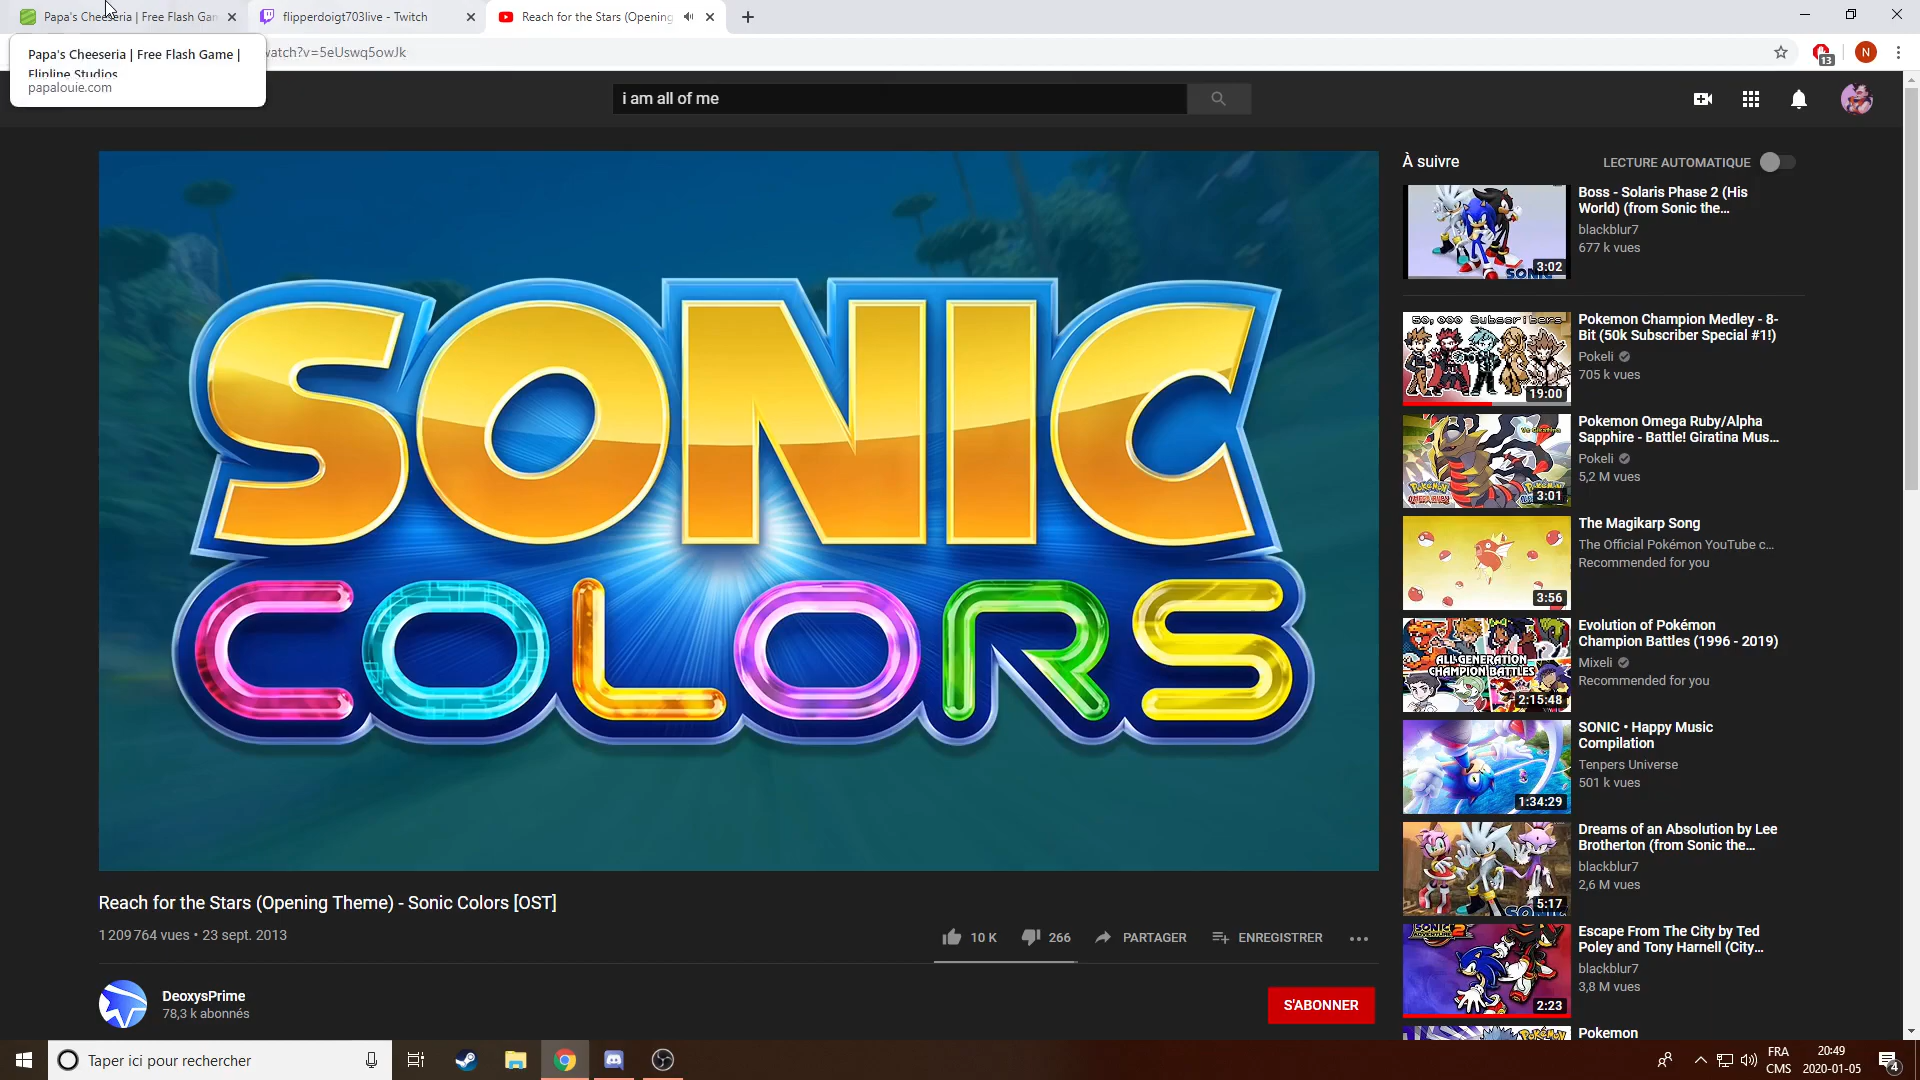 Papa's Cheeseria | Free Flash Gam
flipperdoigt703live - Twitch
Reach for the Stars (Opening
Papa's Cheeseria | Free Flash Game |
Flipline Studios
papalouie.com
watch?v=5eUswq5owJk
13
N
i am all of me
SONIC
COLORS
Reach for the Stars (Opening Theme) - Sonic Colors [OST]
1 209 764 vues • 23 sept. 2013
10 K
266
PARTAGER
ENREGISTRER
DeoxysPrime
78,3 k abonnés
S'ABONNER
À suivre
LECTURE AUTOMATIQUE
Boss - Solaris Phase 2 (His
World) (from Sonic the...
blackblur7
677 k vues
SONIC
3:02
50,000 Subscribers
19:00
Pokemon Champion Medley - 8-
Bit (50k Subscriber Special #1!)
Pokeli
705 k vues
3:01
Pokemon Omega Ruby/Alpha
Sapphire - Battle! Giratina Mus...
Pokeli
5,2 M vues
3:56
The Magikarp Song
The Official Pokémon YouTube c...
Recommended for you
ALL GENERATION
CHAMPION BATTLES
2:15:48
Evolution of Pokémon
Champion Battles (1996 - 2019)
Mixeli
Recommended for you
1:34:29
SONIC • Happy Music
Compilation
Tenpers Universe
501 k vues
5:17
Dreams of an Absolution by Lee
Brotherton (from Sonic the...
blackblur7
2,6 M vues
2:23
Escape From The City by Ted
Poley and Tony Harnell (City...
blackblur7
3,8 M vues
Pokemon
Taper ici pour rechercher
FRA
CMS
20:49
2020-01-05
4